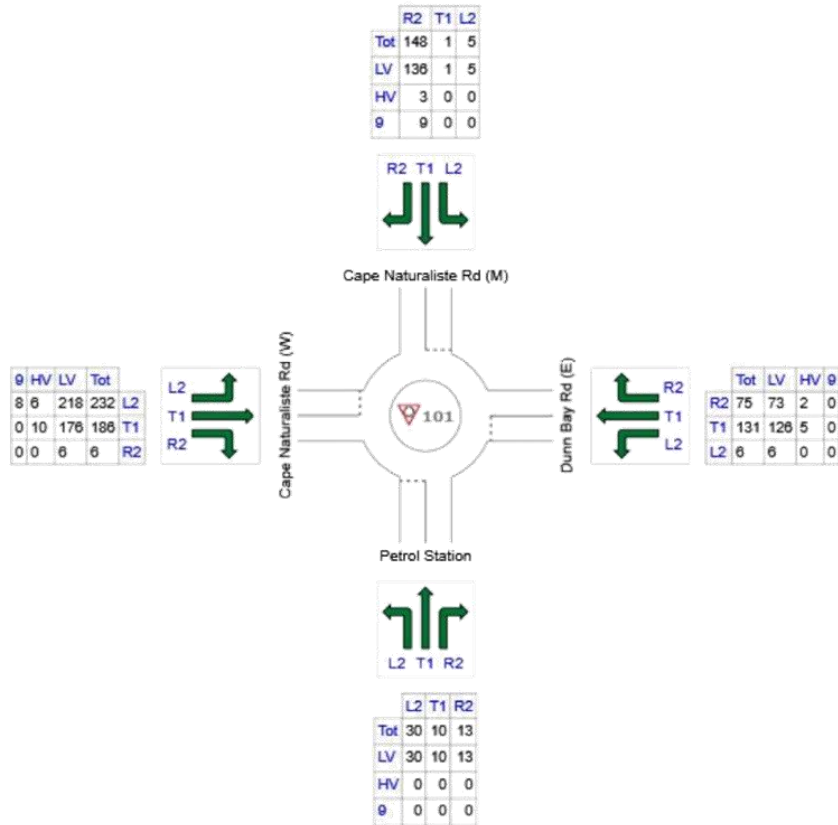 R2 T1 L2
Tot 148 1 5
LV 136 1 5
HV 3 0 0
9 9 0 0
R2 T1 L2
Cape Naturaliste Rd (M)
9 HV LV Tot
8 6 218 232 L2
0 10 176 186 T1
0 0 6 6 R2
L2
T1
R2
Cape Naturaliste Rd (W)
101
Dunn Bay Rd (E)
R2
T1
L2
Tot LV HV 9
R2 75 73 2 0
T1 131 126 5 0
L2 6 6 0 0
Petrol Station
L2 T1 R2
L2 T1 R2
Tot 30 10 13
LV 30 10 13
HV 0 0 0
9 0 0 0